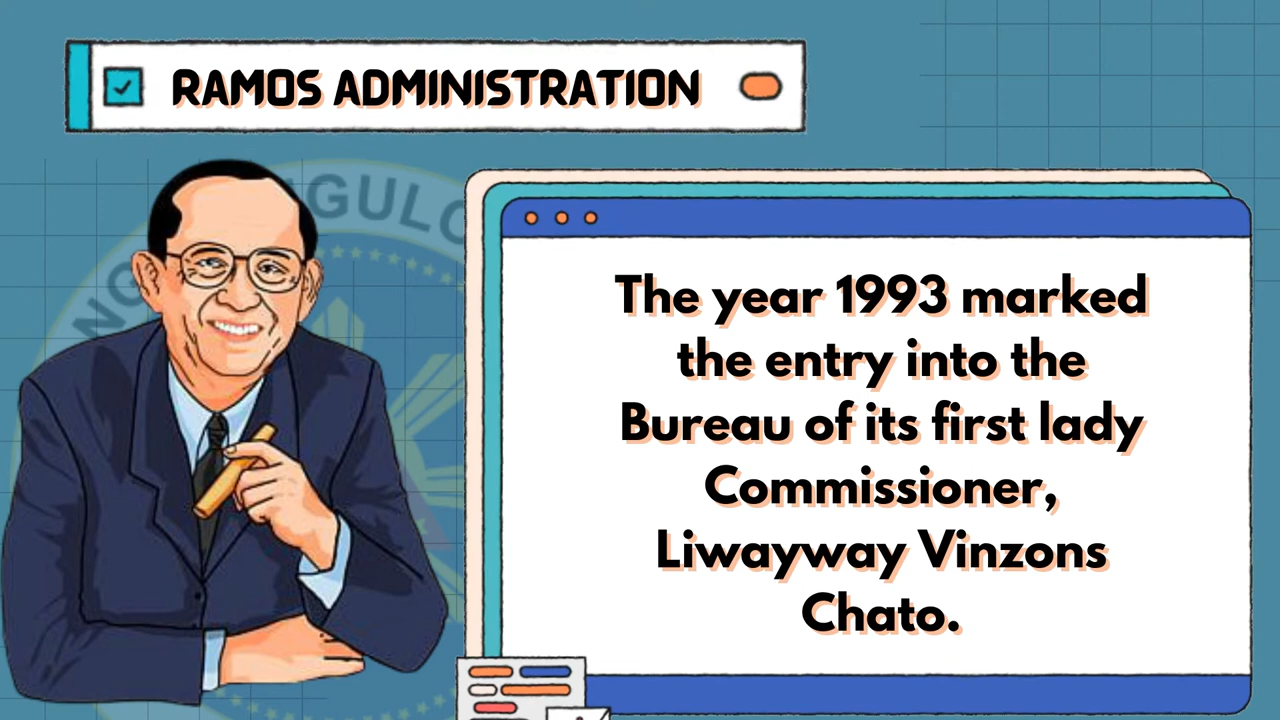 RAMOS ADMINISTRATION
The year 1993 marked
the entry into the
Bureau of its first lady
Commissioner,
Liwayway Vinzons
Chato.